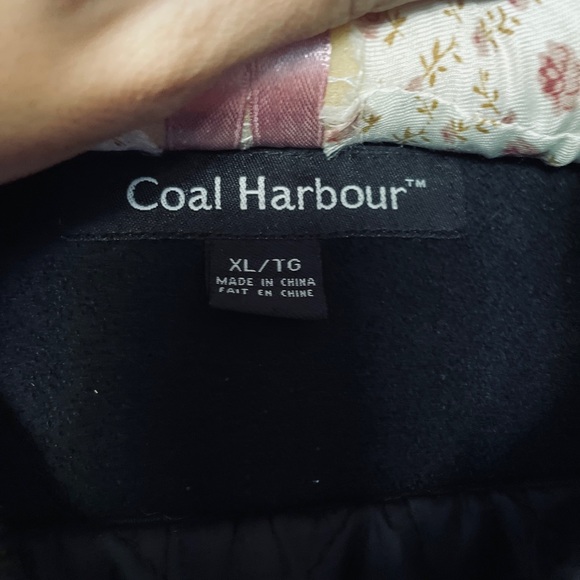 Coal Harbour™
XL/TG
MADE IN CHINA
FAIT EN CHINE